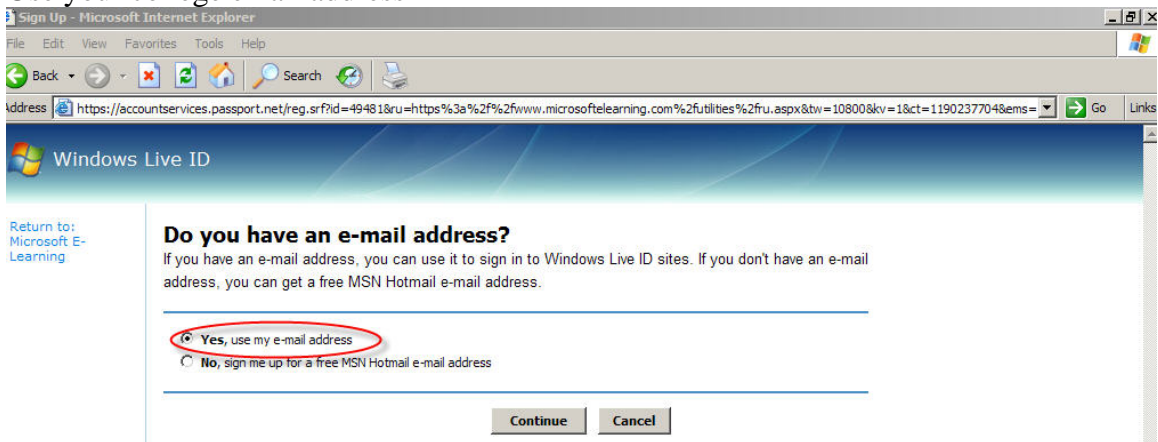 Sign Up - Microsoft Internet Explorer
File Edit View Favorites Tools Help
Back Search
Address https://accountservices.passport.net/reg.srf?id=49481&ru=https%3a%2f%2fwww.microsoftelearning.com%2futilities%2fru.aspx&tw=10800&kv=1&ct=1190237704&ems= Go Links
Windows Live ID
Return to:
Microsoft E-
Learning
Do you have an e-mail address?
If you have an e-mail address, you can use it to sign in to Windows Live ID sites. If you don't have an e-mail
address, you can get a free MSN Hotmail e-mail address.
Yes, use my e-mail address
No, sign me up for a free MSN Hotmail e-mail address
Continue Cancel